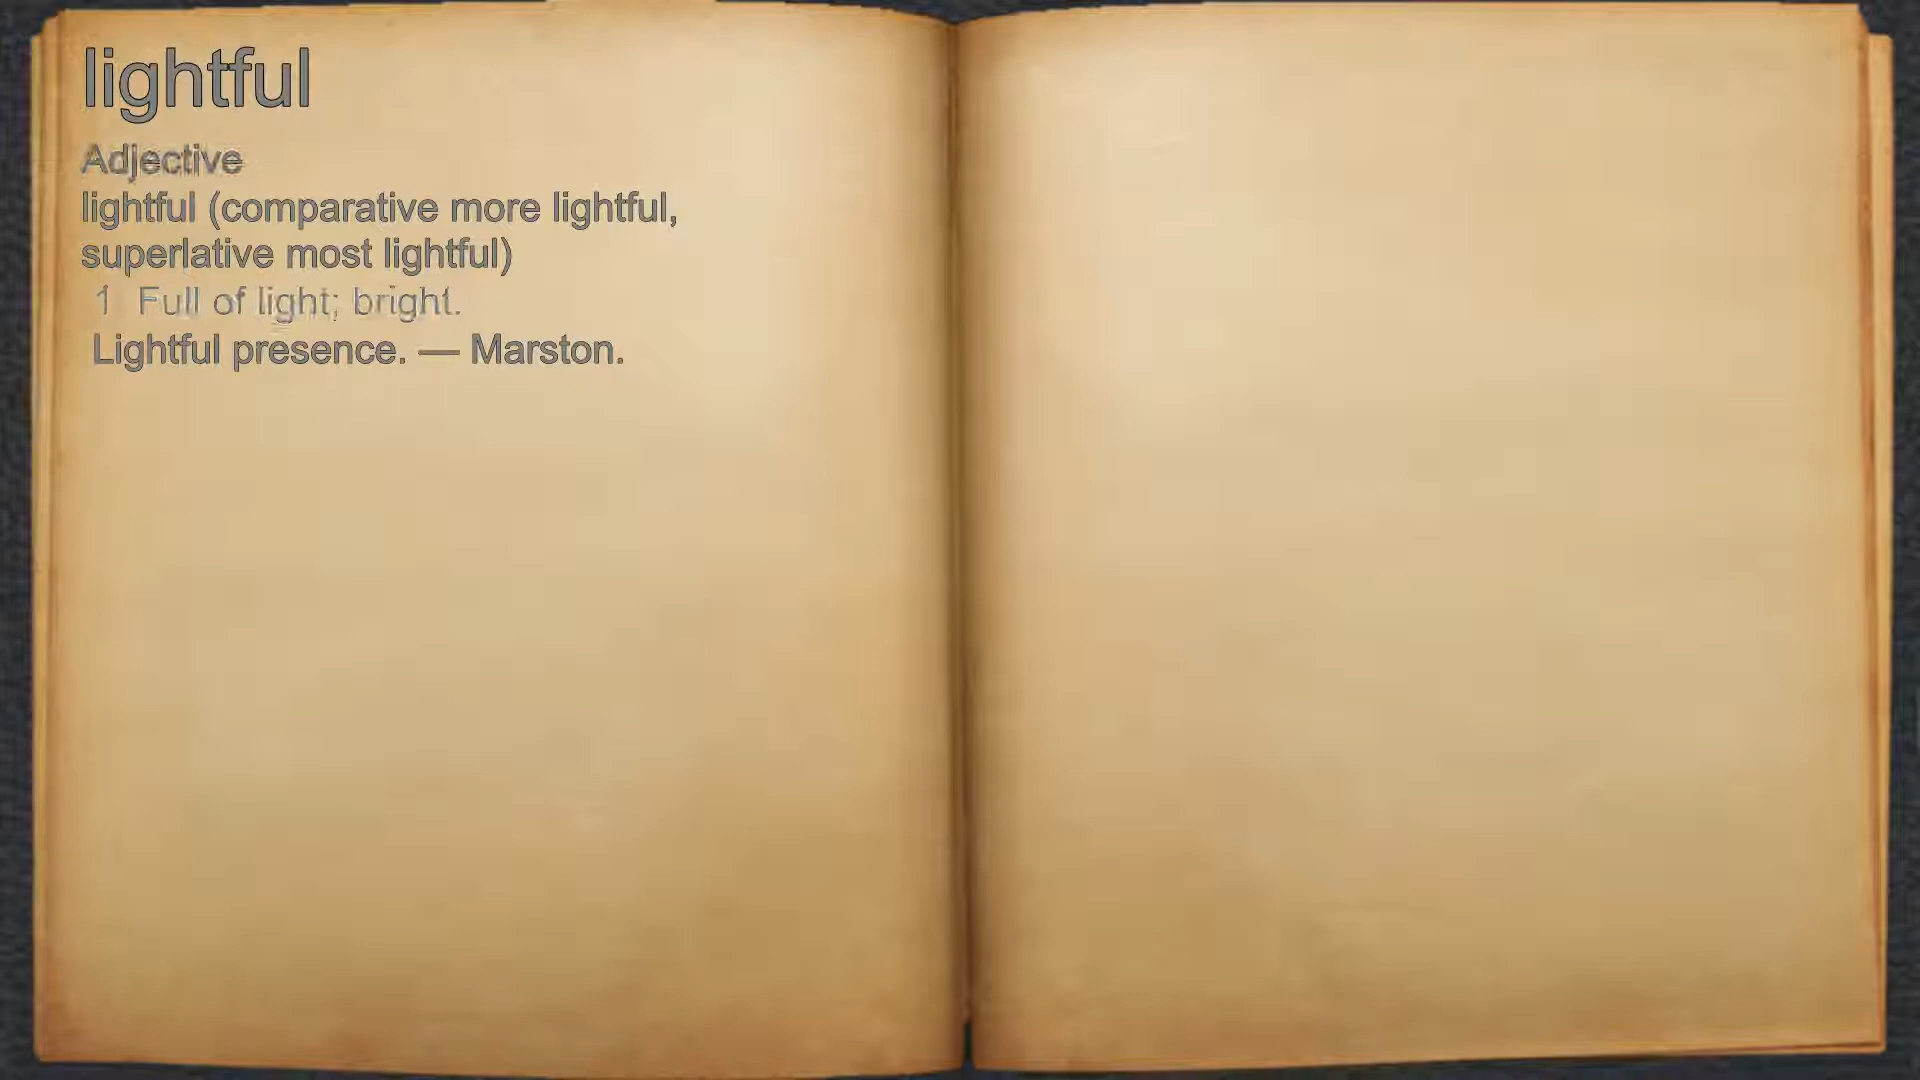 lightful
Adjective
lightful (comparative more lightful,
superlative most lightful)
1 Full of light; bright.
Lightful presence. — Marston.